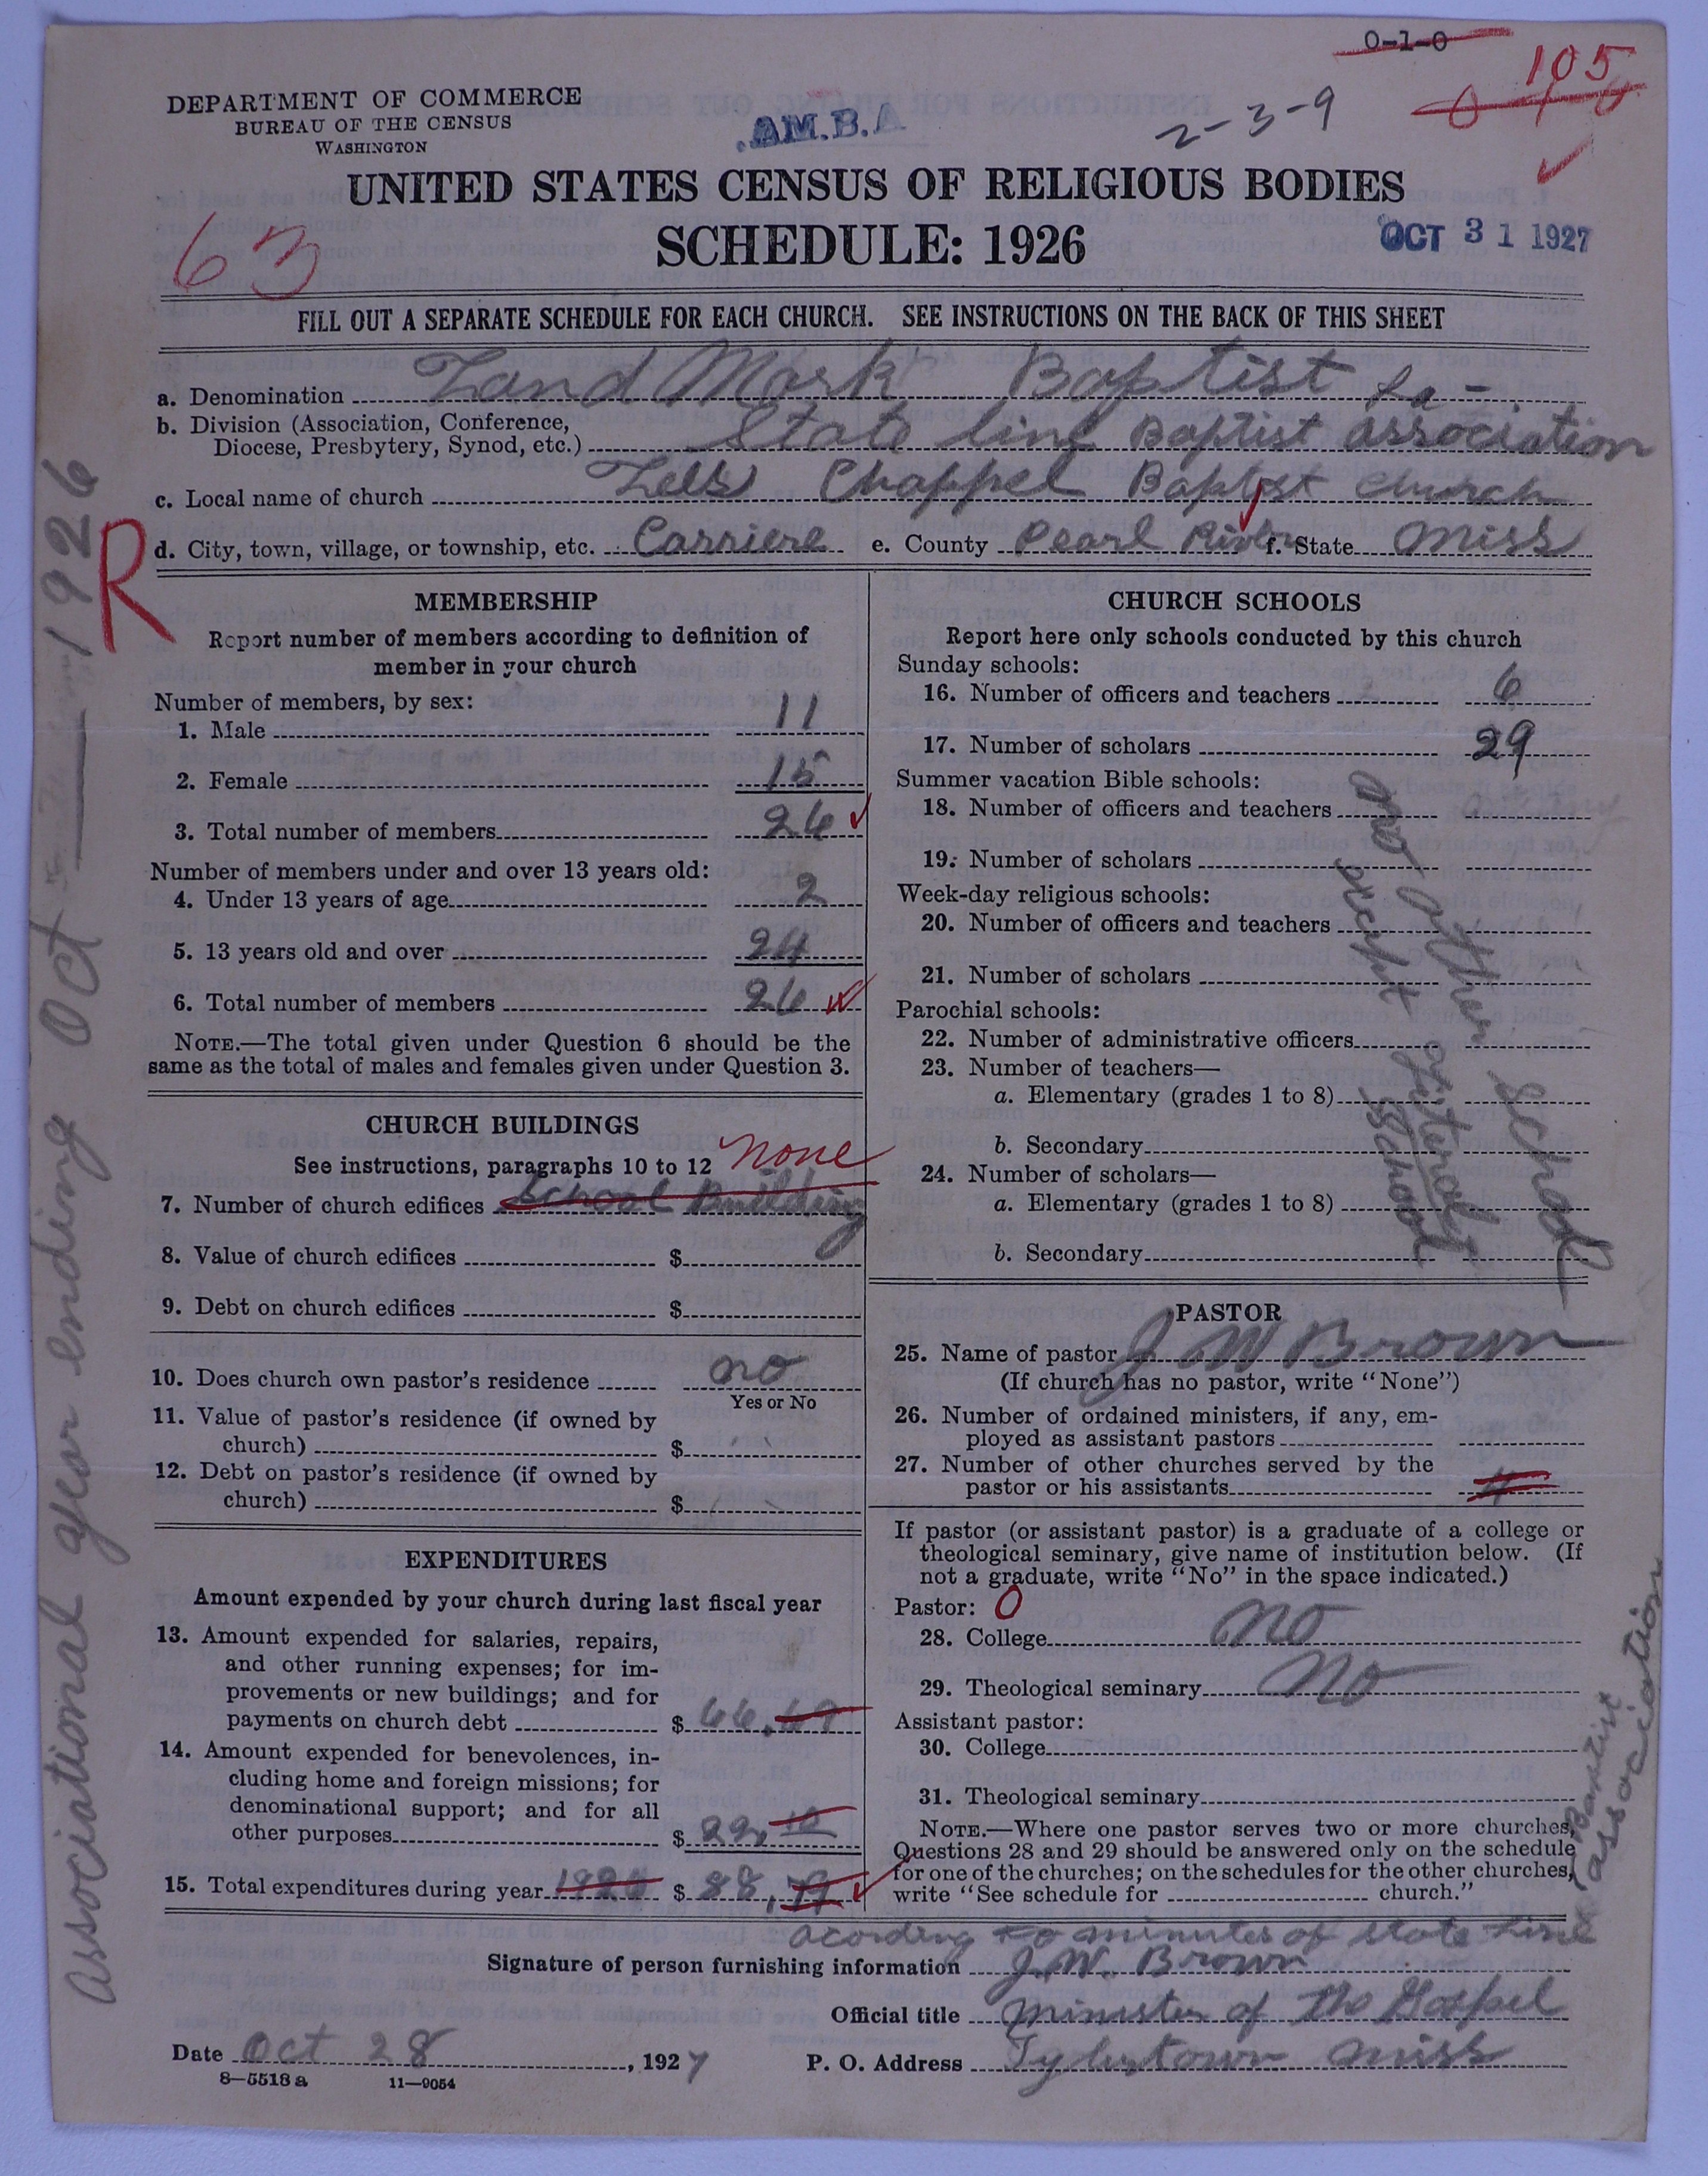 0-1-0
105
DEPARTMENT OF COMMERCE
BUREAU OF THE CENSUS
WASHINGTON
AM.B.A
2-3-9
UNITED STATES CENSUS OF RELIGIOUS BODIES
SCHEDULE: 1926
63
OCT 31 1927
FILL OUT A SEPARATE SCHEDULE FOR EACH CHURCH. SEE INSTRUCTIONS ON THE BACK OF THIS SHEET
a. Denomination Land Mark Baptist La-
b. Division (Association, Conference,
Diocese, Presbytery, Synod, etc.) State line Baptist association
c. Local name of church Lees Chappel Baptist church
d. City, town, village, or township, etc. Carriere e. County Pearl River f. State Miss
R
MEMBERSHIP
Report number of members according to definition of
member in your church
Number of members, by sex:
1. Male 11
2. Female 15
3. Total number of members 26
Number of members under and over 13 years old:
4. Under 13 years of age 2
5. 13 years old and over 24
6. Total number of members 26
NOTE.—The total given under Question 6 should be the
same as the total of males and females given under Question 3.
CHURCH BUILDINGS
See instructions, paragraphs 10 to 12 none
7. Number of church edifices School Building
8. Value of church edifices $
9. Debt on church edifices $
10. Does church own pastor's residence no
Yes or No
11. Value of pastor's residence (if owned by
church) $
12. Debt on pastor's residence (if owned by
church) $
EXPENDITURES
Amount expended by your church during last fiscal year
13. Amount expended for salaries, repairs,
and other running expenses; for im-
provements or new buildings; and for
payments on church debt $ 66.69
14. Amount expended for benevolences, in-
cluding home and foreign missions; for
denominational support; and for all
other purposes $ 22.10
15. Total expenditures during year 1926 $ 88.79
CHURCH SCHOOLS
Report here only schools conducted by this church
Sunday schools:
16. Number of officers and teachers 6
17. Number of scholars 29
Summer vacation Bible schools:
18. Number of officers and teachers
19. Number of scholars
Week-day religious schools:
20. Number of officers and teachers
21. Number of scholars
Parochial schools:
22. Number of administrative officers
23. Number of teachers—
a. Elementary (grades 1 to 8)
b. Secondary
24. Number of scholars—
a. Elementary (grades 1 to 8)
b. Secondary
no other School
except Literary
School
PASTOR
25. Name of pastor J W Brown
(If church has no pastor, write "None")
26. Number of ordained ministers, if any, em-
ployed as assistant pastors
27. Number of other churches served by the
pastor or his assistants 4
If pastor (or assistant pastor) is a graduate of a college or
theological seminary, give name of institution below. (If
not a graduate, write "No" in the space indicated.)
Pastor: 0
28. College no
29. Theological seminary No
Assistant pastor:
30. College
31. Theological seminary
NOTE.—Where one pastor serves two or more churches,
Questions 28 and 29 should be answered only on the schedule
for one of the churches; on the schedules for the other churches,
write "See schedule for church."
acording to minutes of State Line
Baptist
association
Signature of person furnishing information J. W. Brown
Official title Minister of the Gospel
Date Oct 28, 1927 P. O. Address Tylertown Miss
8—5518 a 11—9054
associational year ending Oct 1926